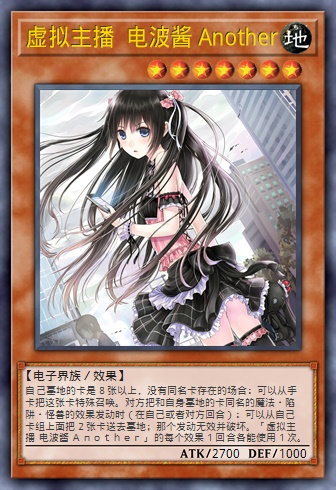 虚拟主播 电波酱 Another 地
【电子界族／效果】
自己墓地的卡是８张以上，没有同名卡存在的场合；可以从手
卡把这张卡特殊召唤。对方把和自身墓地的卡同名的魔法・陷
阱・怪兽的效果发动时（在自己或者对方回合）：可以从自己
卡组上面把２张卡送去墓地；那个发动无效并破坏。「虚拟主
播 电波酱 Ａｎｏｔｈｅｒ」的每个效果１回合各能使用１次。
ATK/2700 DEF/1000